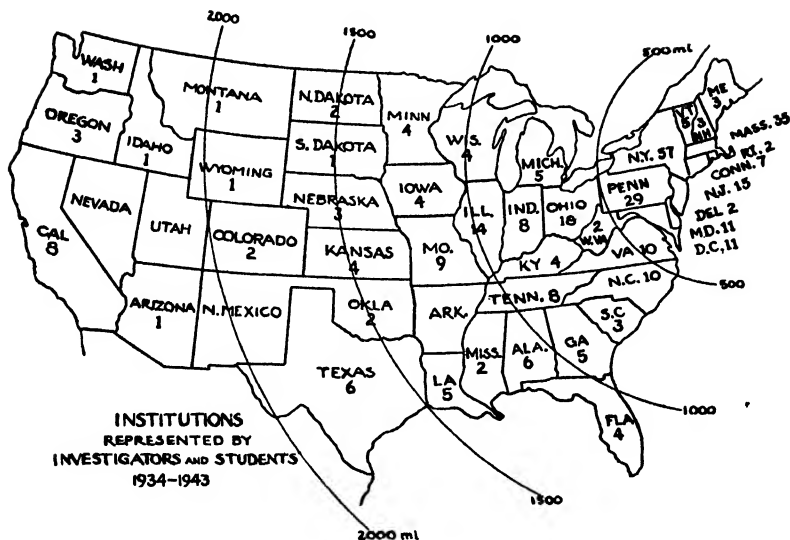 2000
1500
1000
500 ml
WASH
1
MONTANA
1
N.DAKOTA
2
MINN
4
OREGON
3
IDAHO
1
WYOMING
1
S. DAKOTA
1
WIS.
4
MICH.
5
N.Y. 57
VT
5
3
NH
ME
3
MASS. 35
R.I. 2
CONN. 7
N.J. 15
DEL 2
M.D. 11
D.C. 11
NEVADA
UTAH
COLORADO
2
NEBRASKA
3
IOWA
4
ILL.
14
IND.
8
OHIO
18
PENN
29
2
W.VA
VA 10
CAL
8
KANSAS
4
MO.
9
KY 4
500
N.C. 10
ARIZONA
1
N. MEXICO
OKLA
2
ARK.
TENN. 8
S.C
3
TEXAS
6
LA
5
MISS.
2
ALA.
6
GA
5
FLA
4
1000
1500
2000 ml
INSTITUTIONS
REPRESENTED BY
INVESTIGATORS AND STUDENTS
1934-1943